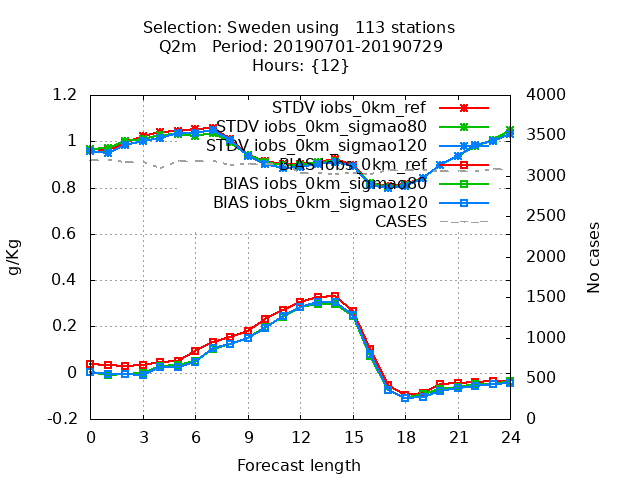 Selection: Sweden using   113 stations
Q2m   Period: 20190701-20190729
Hours: {12}
STDV iobs_0km_ref
STDV iobs_0km_sigmao80
STDV iobs_0km_sigmao120
BIAS iobs_0km_ref
BIAS iobs_0km_sigmao80
BIAS iobs_0km_sigmao120
CASES
1.2
1
0.8
0.6
0.4
0.2
0
-0.2
g/Kg
4000
3500
3000
2500
2000
1500
1000
500
0
No cases
0 3 6 9 12 15 18 21 24
Forecast length